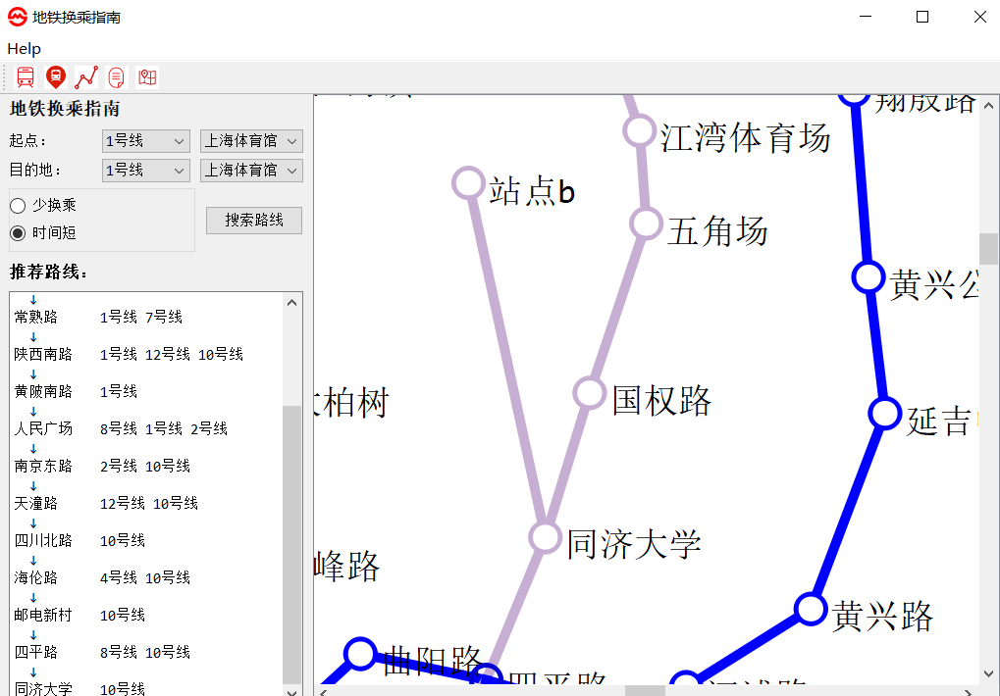 地铁换乘指南
Help
地铁换乘指南
起点：
1号线
上海体育馆
目的地：
1号线
上海体育馆
少换乘
时间短
搜索路线
推荐路线：
↓
常熟路 1号线 7号线
↓
陕西南路 1号线 12号线 10号线
↓
黄陂南路 1号线
↓
人民广场 8号线 1号线 2号线
↓
南京东路 2号线 10号线
↓
天潼路 12号线 10号线
↓
四川北路 10号线
↓
海伦路 4号线 10号线
↓
邮电新村 10号线
↓
四平路 8号线 10号线
↓
同济大学 10号线
翔殷路
江湾体育场
站点b
五角场
黄兴公
国权路
柏树
延吉
同济大学
峰路
黄兴路
曲阳路
四平路